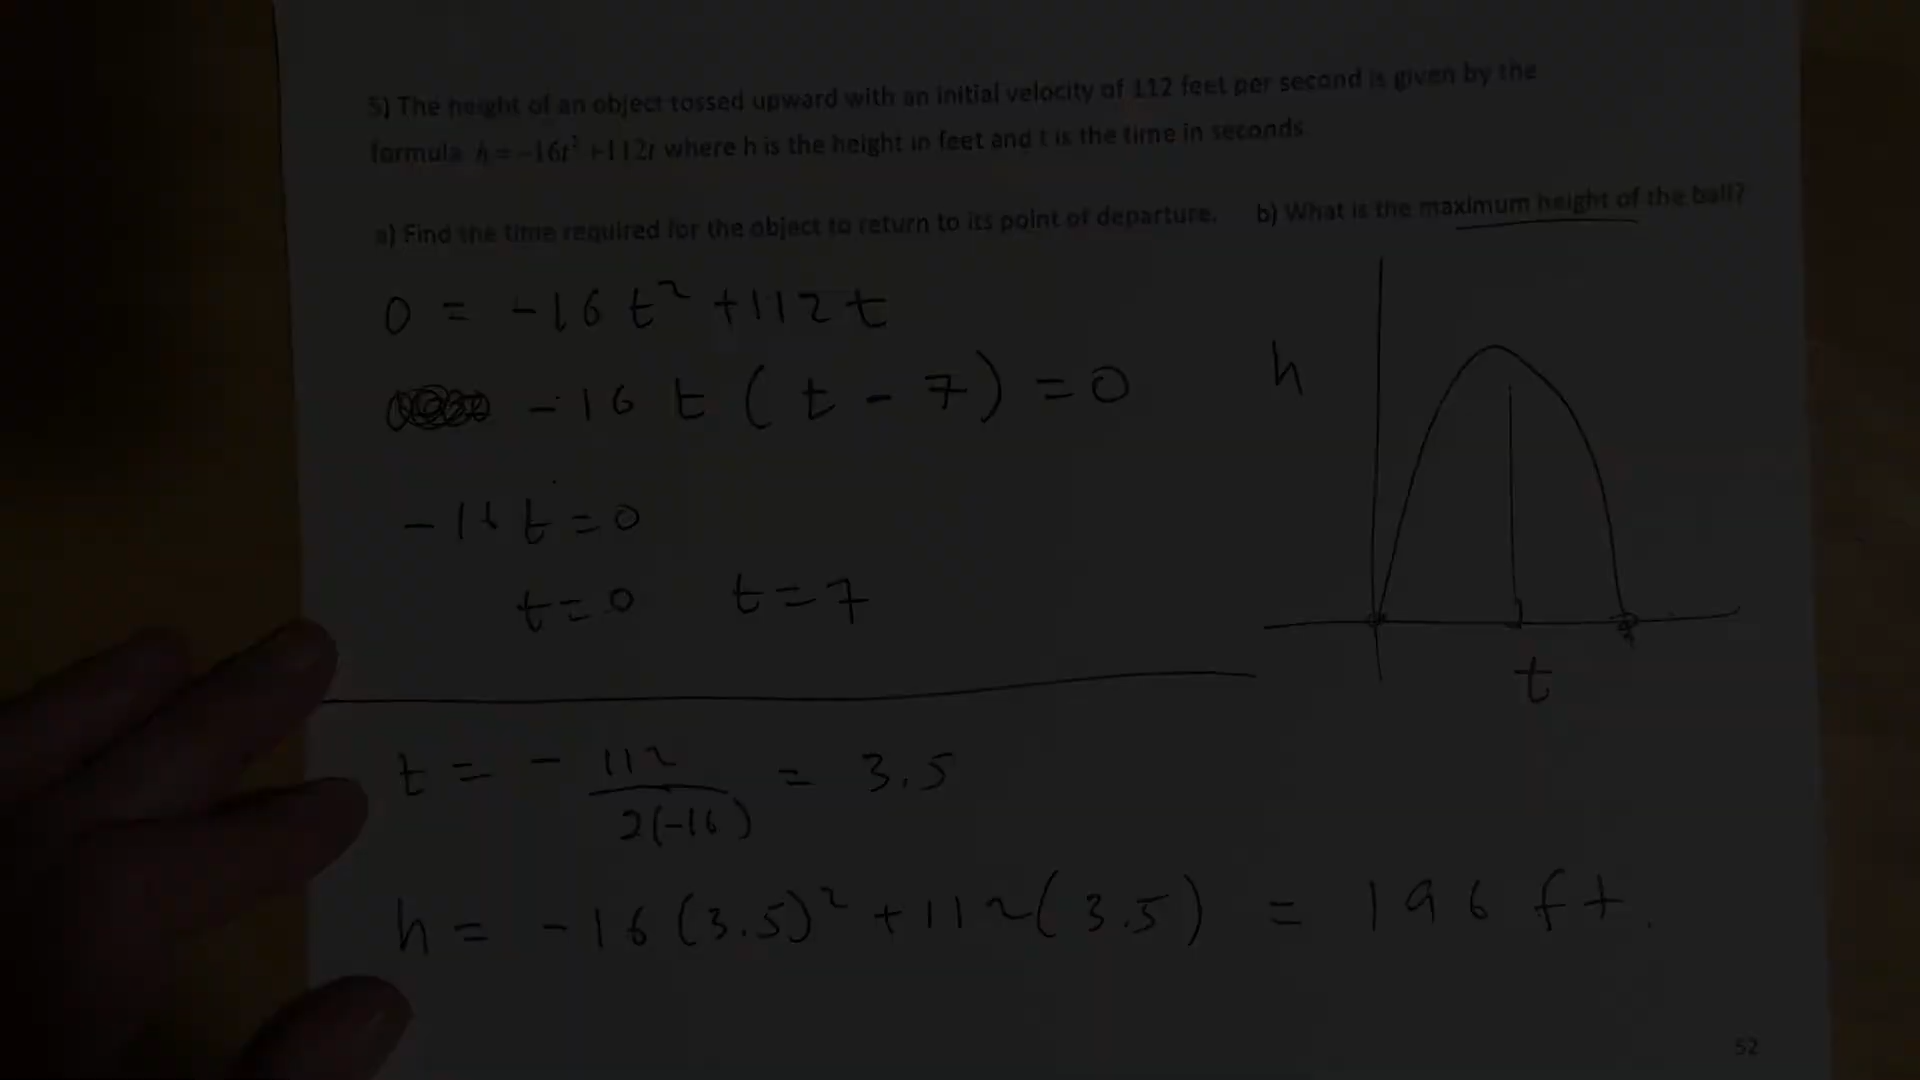 5) The height of an object tossed upward with an initial velocity of 112 feet per second is given by the
formula h = -16t² +112t where h is the height in feet and t is the time in seconds
a) Find the time required for the object to return to its point of departure. b) What is the maximum height of the ball?
0 = -16t² +112t
-16t(t-7)=0
-16t=0
t=0 t=7
h
t
t = - 112/2(-16) = 3.5
h = -16(3.5)² +112(3.5) = 196 ft.
52